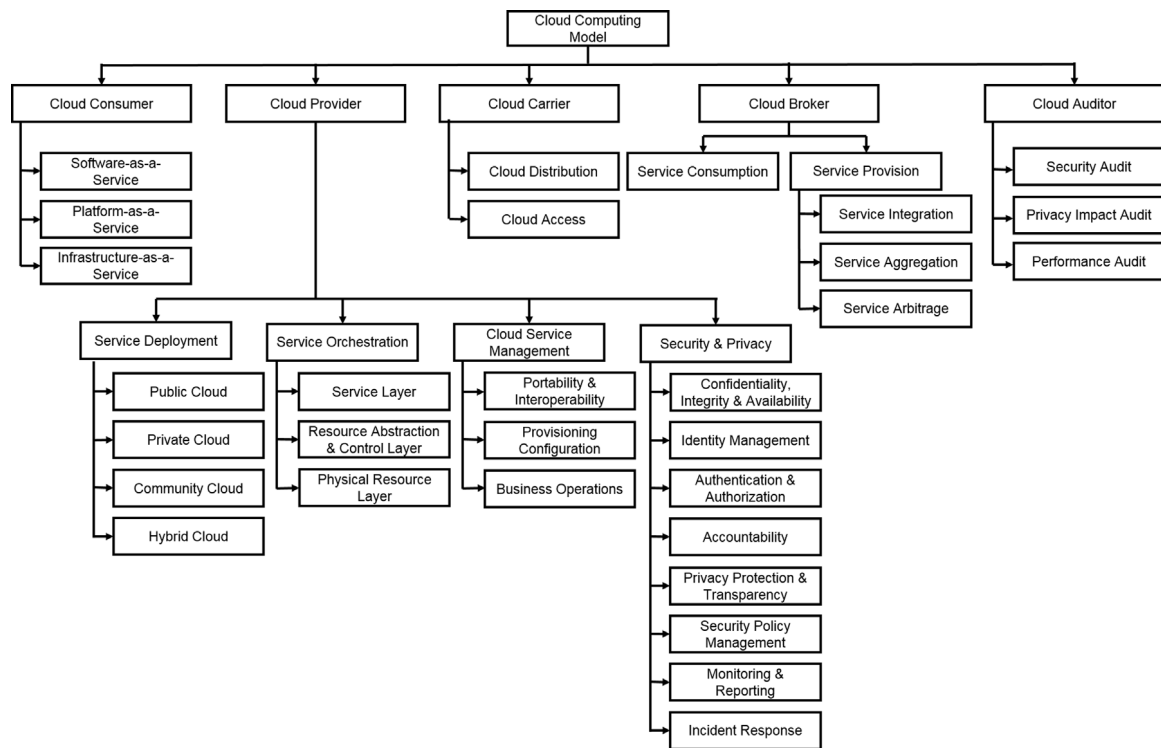 Cloud Computing
Model
Cloud Consumer
Cloud Provider
Cloud Carrier
Cloud Broker
Cloud Auditor
Software-as-a-
Service
Platform-as-a-
Service
Infrastructure-as-a-
Service
Cloud Distribution
Cloud Access
Service Consumption
Service Provision
Service Integration
Service Aggregation
Service Arbitrage
Security Audit
Privacy Impact Audit
Performance Audit
Service Deployment
Public Cloud
Private Cloud
Community Cloud
Hybrid Cloud
Service Orchestration
Service Layer
Resource Abstraction
& Control Layer
Physical Resource
Layer
Cloud Service
Management
Portability &
Interoperability
Provisioning
Configuration
Business Operations
Security & Privacy
Confidentiality,
Integrity & Availability
Identity Management
Authentication &
Authorization
Accountability
Privacy Protection &
Transparency
Security Policy
Management
Monitoring &
Reporting
Incident Response